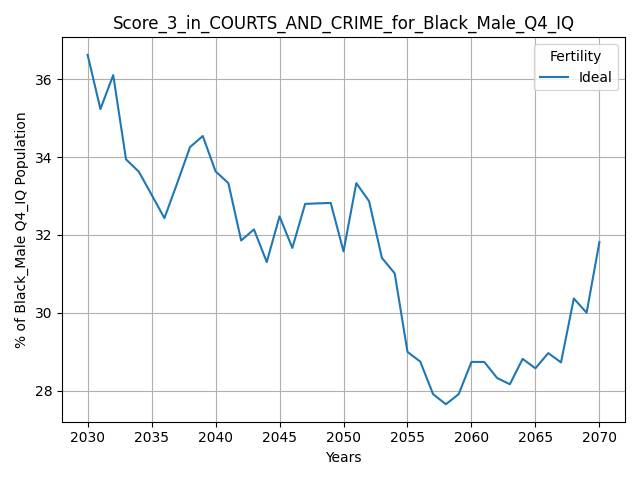 Score_3_in_COURTS_AND_CRIME_for_Black_Male_Q4_IQ
Fertility
Ideal
% of Black_Male Q4_IQ Population
36
34
32
30
28
2030
2035
2040
2045
2050
2055
2060
2065
2070
Years